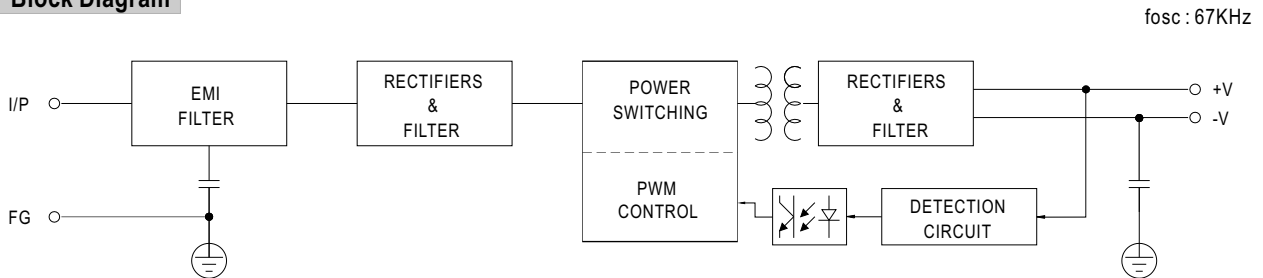 Block Diagram
fosc : 67KHz
I/P
EMI
FILTER
RECTIFIERS
&
FILTER
POWER
SWITCHING
RECTIFIERS
&
FILTER
+V
-V
FG
PWM
CONTROL
DETECTION
CIRCUIT